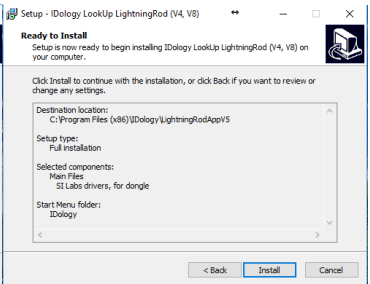 Setup - IDology LookUp LightningRod (V4, V8)
Ready to Install
Setup is now ready to begin installing IDology LookUp LightningRod (V4, V8) on
your computer.
Click Install to continue with the installation, or click Back if you want to review or
change any settings.
Destination location:
C:\Program Files (x86)\IDology\LightningRodAppV5
Setup type:
Full installation
Selected components:
Main Files
SI Labs drivers, for dongle
Start Menu folder:
IDology
< Back
Install
Cancel